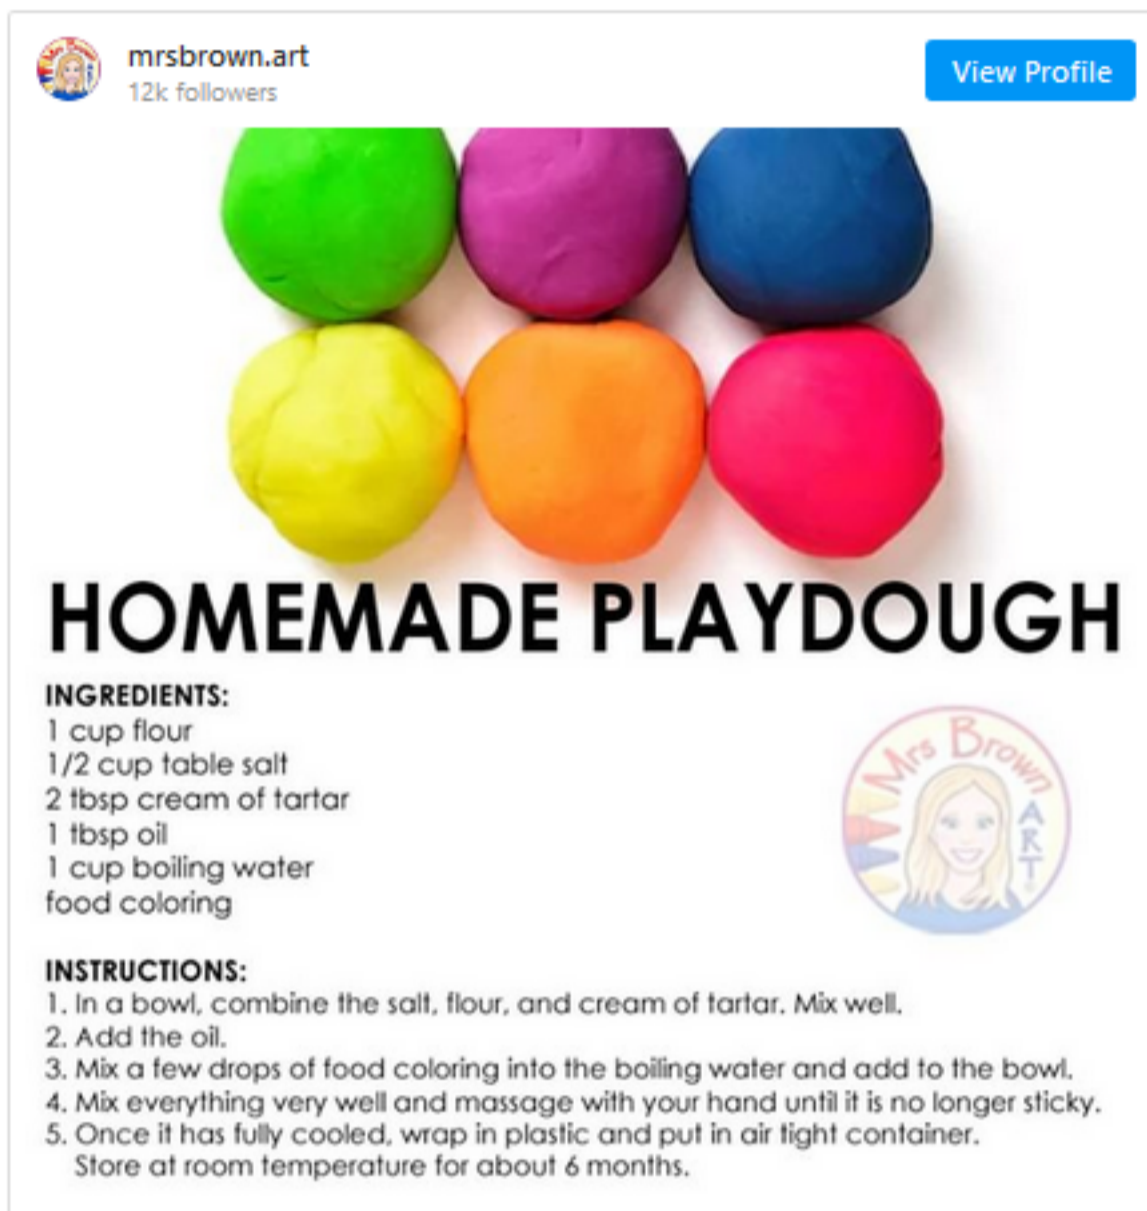 mrsbrown.art
12k followers
View Profile
HOMEMADE PLAYDOUGH
INGREDIENTS:
1 cup flour
1/2 cup table salt
2 tbsp cream of tartar
1 tbsp oil
1 cup boiling water
food coloring
Mrs Brown
ART
INSTRUCTIONS:
1. In a bowl, combine the salt, flour, and cream of tartar. Mix well.
2. Add the oil.
3. Mix a few drops of food coloring into the boiling water and add to the bowl.
4. Mix everything very well and massage with your hand until it is no longer sticky.
5. Once it has fully cooled, wrap in plastic and put in air tight container.
Store at room temperature for about 6 months.